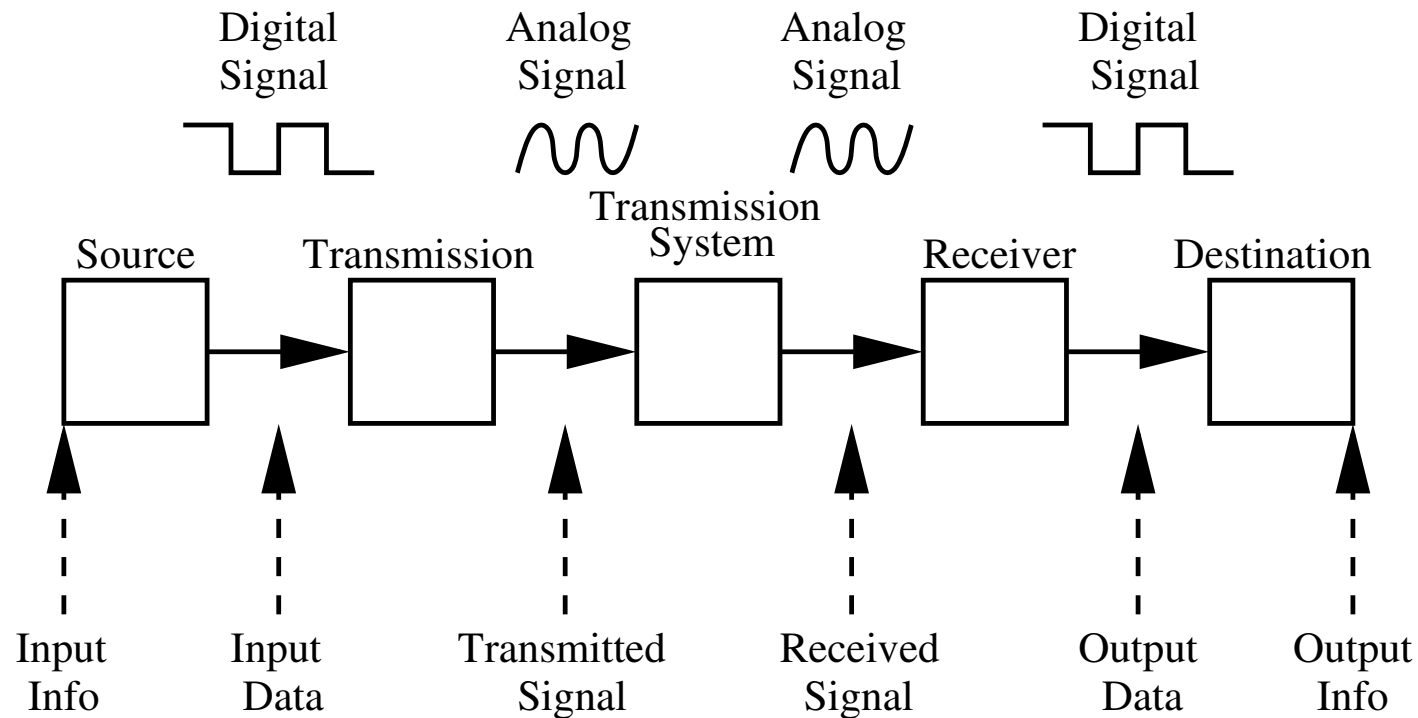 Digital
Signal
Analog
Signal
Analog
Signal
Digital
Signal
Source
Transmission
Transmission
System
Receiver
Destination
Input
Info
Input
Data
Transmitted
Signal
Received
Signal
Output
Data
Output
Info